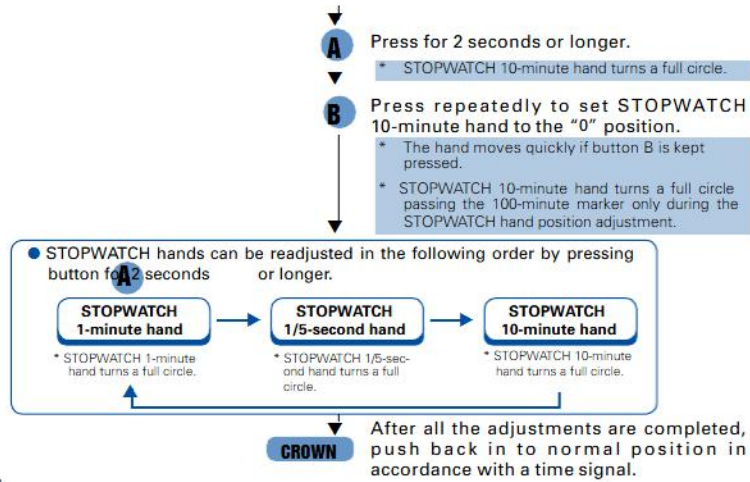 A
Press for 2 seconds or longer.
* STOPWATCH 10-minute hand turns a full circle.
B
Press repeatedly to set STOPWATCH
10-minute hand to the “0” position.
* The hand moves quickly if button B is kept
pressed.
* STOPWATCH 10-minute hand turns a full circle
passing the 100-minute marker only during the
STOPWATCH hand position adjustment.
● STOPWATCH hands can be readjusted in the following order by pressing
button for A 2 seconds or longer.
STOPWATCH
1-minute hand
STOPWATCH
1/5-second hand
STOPWATCH
10-minute hand
* STOPWATCH 1-minute
hand turns a full circle.
* STOPWATCH 1/5-sec-
ond hand turns a full
circle.
* STOPWATCH 10-minute
hand turns a full circle.
CROWN
After all the adjustments are completed,
push back in to normal position in
accordance with a time signal.